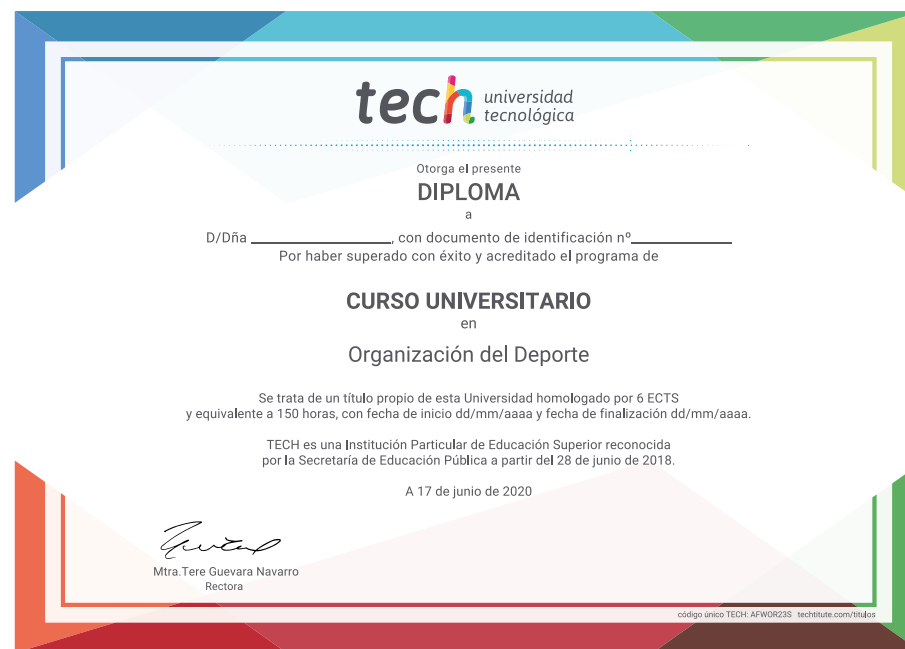 tech universidad
tecnológica
Otorga el presente
DIPLOMA
a
D/Dña ____________________, con documento de identificación nº______________
Por haber superado con éxito y acreditado el programa de
CURSO UNIVERSITARIO
en
Organización del Deporte
Se trata de un título propio de esta Universidad homologado por 6 ECTS
y equivalente a 150 horas, con fecha de inicio dd/mm/aaaa y fecha de finalización dd/mm/aaaa.
TECH es una Institución Particular de Educación Superior reconocida
por la Secretaría de Educación Pública a partir del 28 de junio de 2018.
A 17 de junio de 2020
Mtra.Tere Guevara Navarro
Rectora
código único TECH: AFWOR23S techtitute.com/titulos